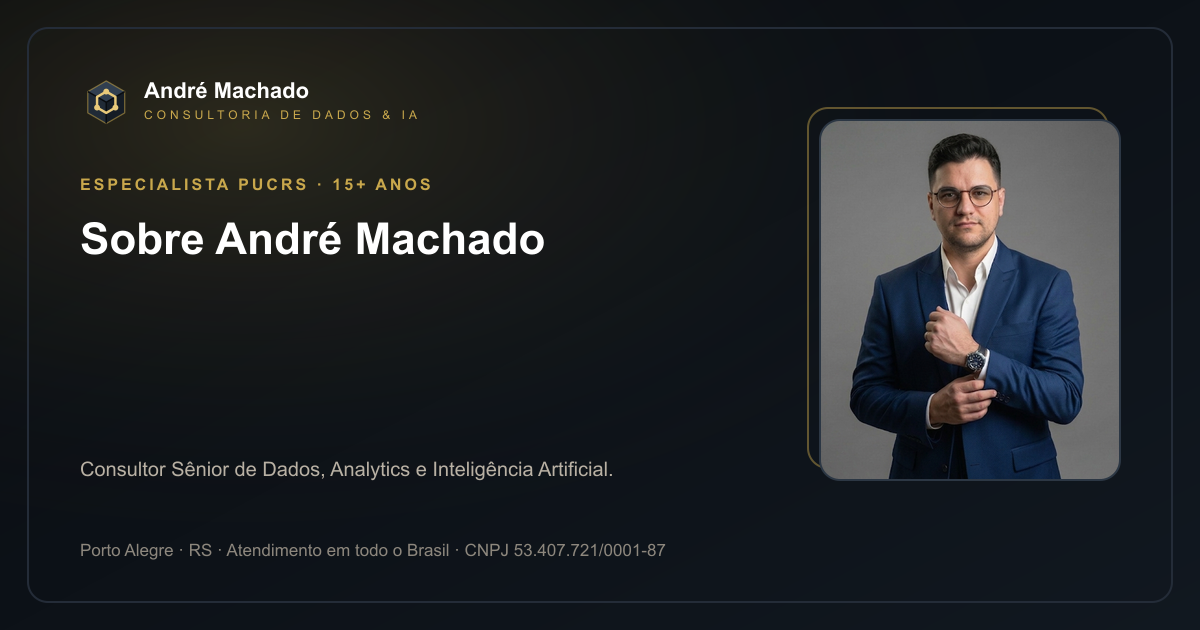 André Machado
CONSULTORIA DE DADOS & IA
ESPECIALISTA PUCRS · 15+ ANOS
Sobre André Machado
Consultor Sênior de Dados, Analytics e Inteligência Artificial.
Porto Alegre · RS · Atendimento em todo o Brasil · CNPJ 53.407.721/0001-87